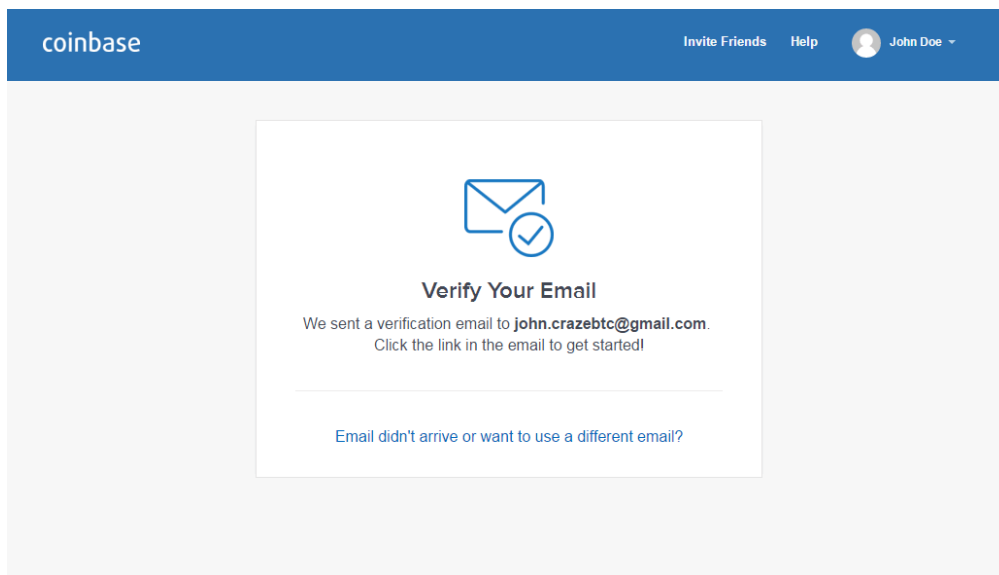 coinbase
Invite Friends Help John Doe
Verify Your Email
We sent a verification email to john.crazebtc@gmail.com.
Click the link in the email to get started!
Email didn't arrive or want to use a different email?